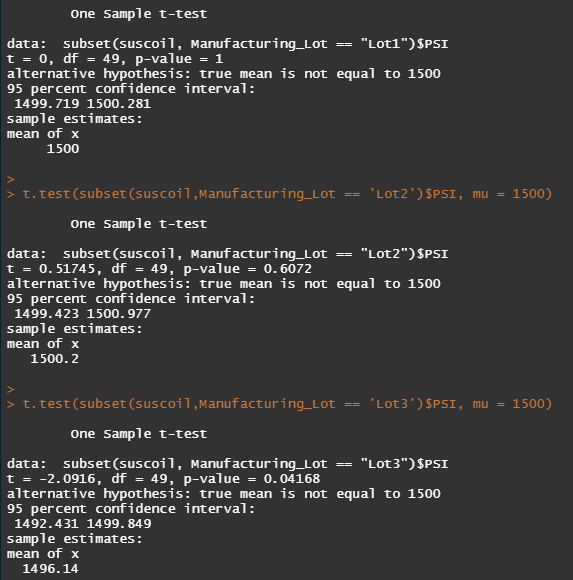 One Sample t-test
data:  subset(suscoil, Manufacturing_Lot == "Lot1")$PSI
t = 0, df = 49, p-value = 1
alternative hypothesis: true mean is not equal to 1500
95 percent confidence interval:
1499.719 1500.281
sample estimates:
mean of x
1500
>
> t.test(subset(suscoil,Manufacturing_Lot == 'Lot2')$PSI, mu = 1500)
One Sample t-test
data:  subset(suscoil, Manufacturing_Lot == "Lot2")$PSI
t = 0.51745, df = 49, p-value = 0.6072
alternative hypothesis: true mean is not equal to 1500
95 percent confidence interval:
1499.423 1500.977
sample estimates:
mean of x
1500.2
>
> t.test(subset(suscoil,Manufacturing_Lot == 'Lot3')$PSI, mu = 1500)
One Sample t-test
data:  subset(suscoil, Manufacturing_Lot == "Lot3")$PSI
t = -2.0916, df = 49, p-value = 0.04168
alternative hypothesis: true mean is not equal to 1500
95 percent confidence interval:
1492.431 1499.849
sample estimates:
mean of x
1496.14